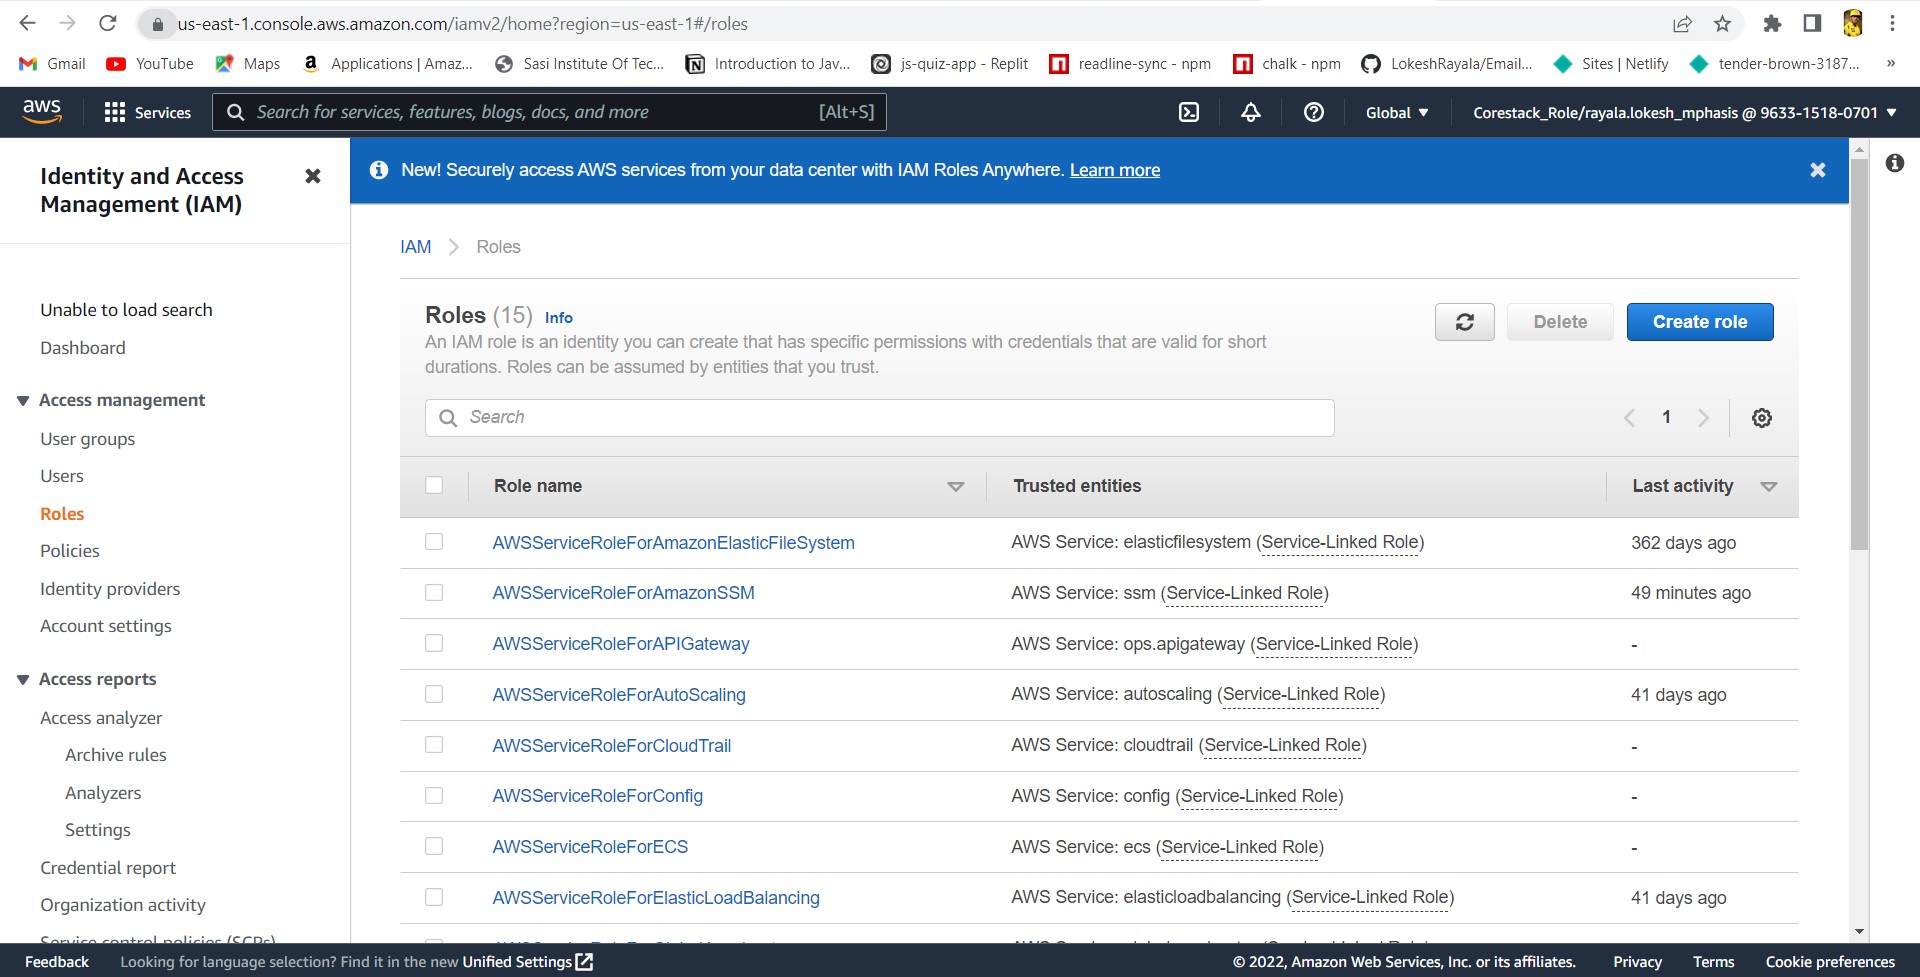 us-east-1.console.aws.amazon.com/iamv2/home?region=us-east-1#/roles
Gmail
YouTube
Maps
Applications | Amaz...
Sasi Institute Of Tec...
Introduction to Jav...
js-quiz-app - Replit
readline-sync - npm
chalk - npm
LokeshRayala/Email...
Sites | Netlify
tender-brown-3187...
»
aws
Services
Search for services, features, blogs, docs, and more
[Alt+S]
Global
Corestack_Role/rayala.lokesh_mphasis @ 9633-1518-0701
Identity and Access
Management (IAM)
New! Securely access AWS services from your data center with IAM Roles Anywhere. Learn more
Unable to load search
Dashboard
Access management
User groups
Users
Roles
Policies
Identity providers
Account settings
Access reports
Access analyzer
Archive rules
Analyzers
Settings
Credential report
Organization activity
Service control policies (SCPs)
IAM
Roles
Roles (15) Info
An IAM role is an identity you can create that has specific permissions with credentials that are valid for short
durations. Roles can be assumed by entities that you trust.
Delete
Create role
Search
1
Role name
Trusted entities
Last activity
AWSServiceRoleForAmazonElasticFileSystem
AWS Service: elasticfilesystem (Service-Linked Role)
362 days ago
AWSServiceRoleForAmazonSSM
AWS Service: ssm (Service-Linked Role)
49 minutes ago
AWSServiceRoleForAPIGateway
AWS Service: ops.apigateway (Service-Linked Role)
-
AWSServiceRoleForAutoScaling
AWS Service: autoscaling (Service-Linked Role)
41 days ago
AWSServiceRoleForCloudTrail
AWS Service: cloudtrail (Service-Linked Role)
-
AWSServiceRoleForConfig
AWS Service: config (Service-Linked Role)
-
AWSServiceRoleForECS
AWS Service: ecs (Service-Linked Role)
-
AWSServiceRoleForElasticLoadBalancing
AWS Service: elasticloadbalancing (Service-Linked Role)
41 days ago
Feedback
Looking for language selection? Find it in the new Unified Settings
© 2022, Amazon Web Services, Inc. or its affiliates.
Privacy
Terms
Cookie preferences